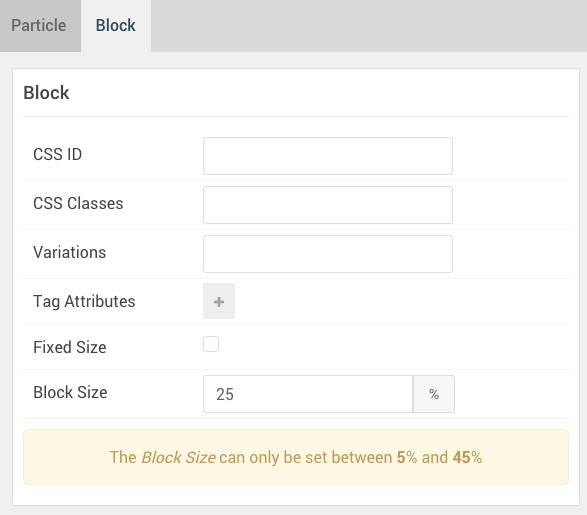 Particle Block
Block
CSS ID
CSS Classes
Variations
Tag Attributes +
Fixed Size
Block Size 25 %
The Block Size can only be set between 5% and 45%